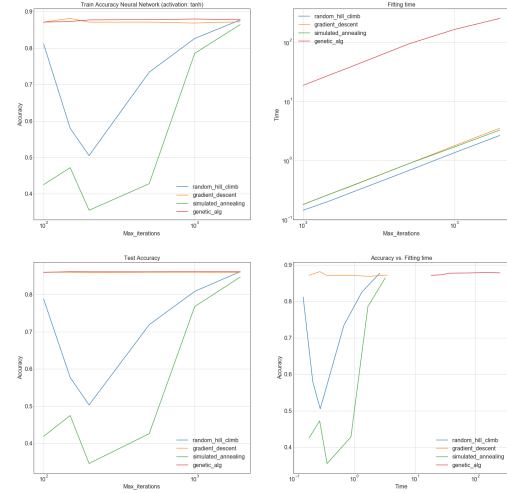 Train Accuracy Neural Network (activation: tanh)
Accuracy
0.9
0.8
0.7
0.6
0.5
0.4
random_hill_climb
gradient_descent
simulated_annealing
genetic_alg
10²
10³
Max_iterations
Fitting time
random_hill_climb
gradient_descent
simulated_annealing
genetic_alg
Time
10²
10¹
10⁰
10⁻¹
10²
10³
Max_iterations
Test Accuracy
Accuracy
0.8
0.7
0.6
0.5
0.4
random_hill_climb
gradient_descent
simulated_annealing
genetic_alg
10²
10³
Max_iterations
Accuracy vs. Fitting time
Accuracy
0.9
0.8
0.7
0.6
0.5
0.4
random_hill_climb
gradient_descent
simulated_annealing
genetic_alg
10⁻¹
10⁰
10¹
10²
Time